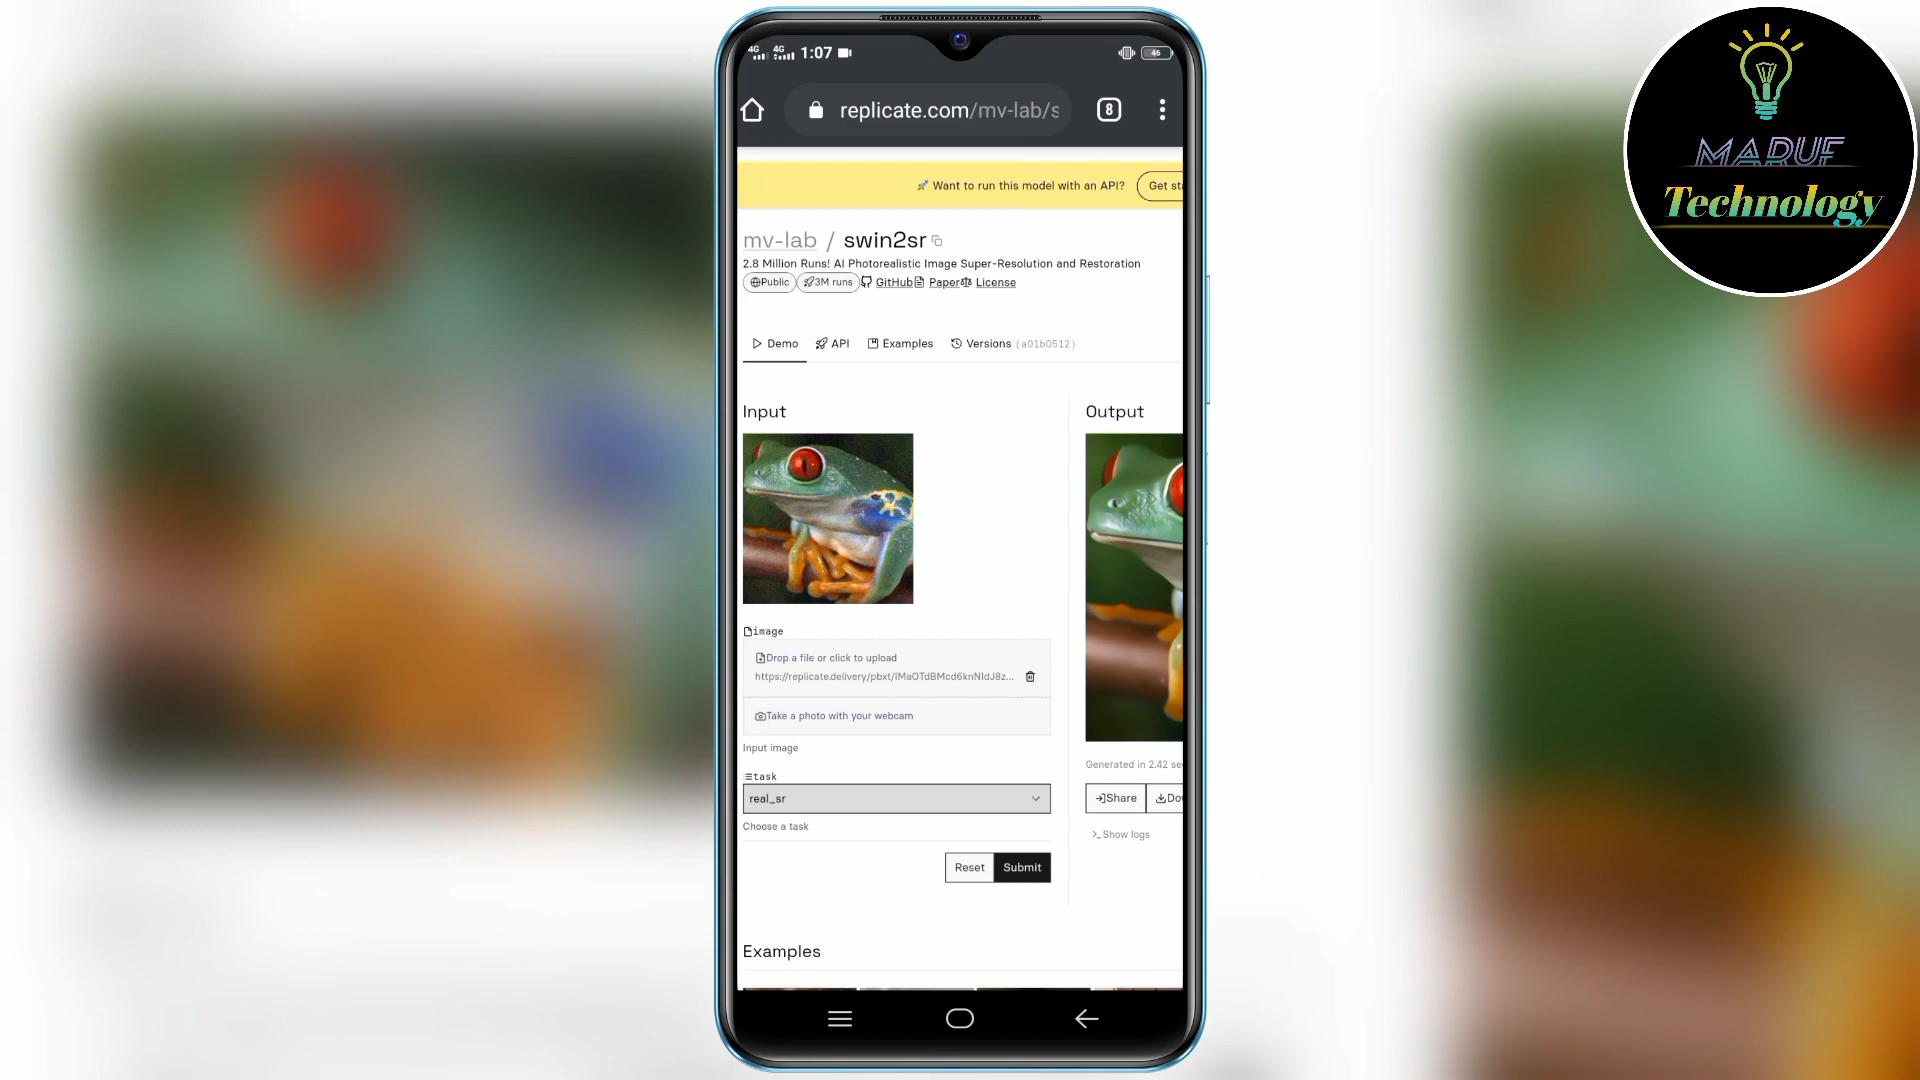 4G 4G 1:07 46
replicate.com/mv-lab/s 8
Want to run this model with an API? Get sta
mv-lab / swin2sr
2.8 Million Runs! AI Photorealistic Image Super-Resolution and Restoration
Public 3M runs GitHub Paper License
Demo API Examples Versions (a01b0512)
Input Output
image
Drop a file or click to upload
https://replicate.delivery/pbxt/IMaOTdBMcd6knNIdJ8z...
Take a photo with your webcam
Input image
Generated in 2.42 se
task
real_sr
Share Dow
Choose a task
Show logs
Reset Submit
Examples
MARUF
Technology